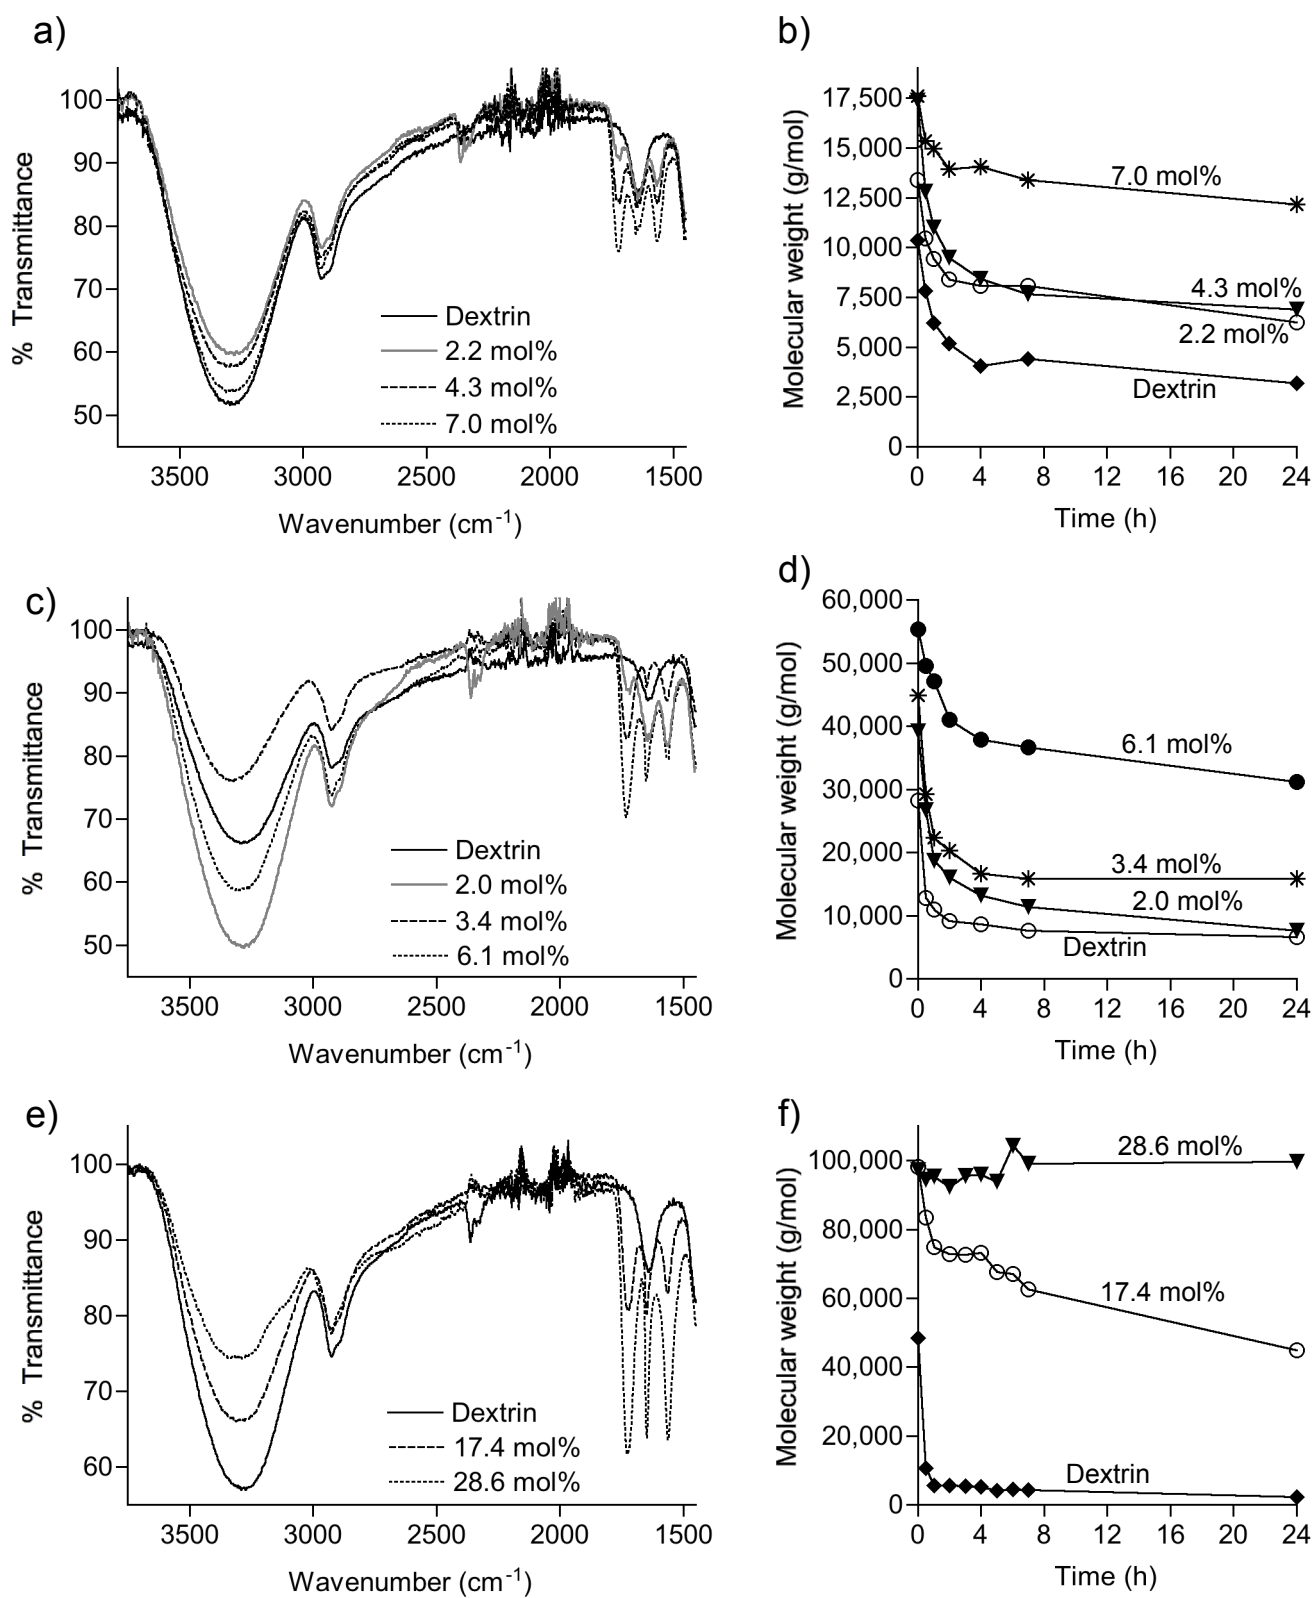 a)
100
90
80
70
60
50
% Transmittance
Dextrin
2.2 mol%
4.3 mol%
7.0 mol%
3500 3000 2500 2000 1500
Wavenumber (cm-1)
b)
17,500
15,000
12,500
10,000
7,500
5,000
2,500
0
Molecular weight (g/mol)
7.0 mol%
4.3 mol%
2.2 mol%
Dextrin
0 4 8 12 16 20 24
Time (h)
c)
100
90
80
70
60
50
% Transmittance
Dextrin
2.0 mol%
3.4 mol%
6.1 mol%
3500 3000 2500 2000 1500
Wavenumber (cm-1)
d)
60,000
50,000
40,000
30,000
20,000
10,000
0
Molecular weight (g/mol)
6.1 mol%
3.4 mol%
2.0 mol%
Dextrin
0 4 8 12 16 20 24
Time (h)
e)
100
90
80
70
60
% Transmittance
Dextrin
17.4 mol%
28.6 mol%
3500 3000 2500 2000 1500
Wavenumber (cm-1)
f)
100,000
80,000
60,000
40,000
20,000
0
Molecular weight (g/mol)
28.6 mol%
17.4 mol%
Dextrin
0 4 8 12 16 20 24
Time (h)